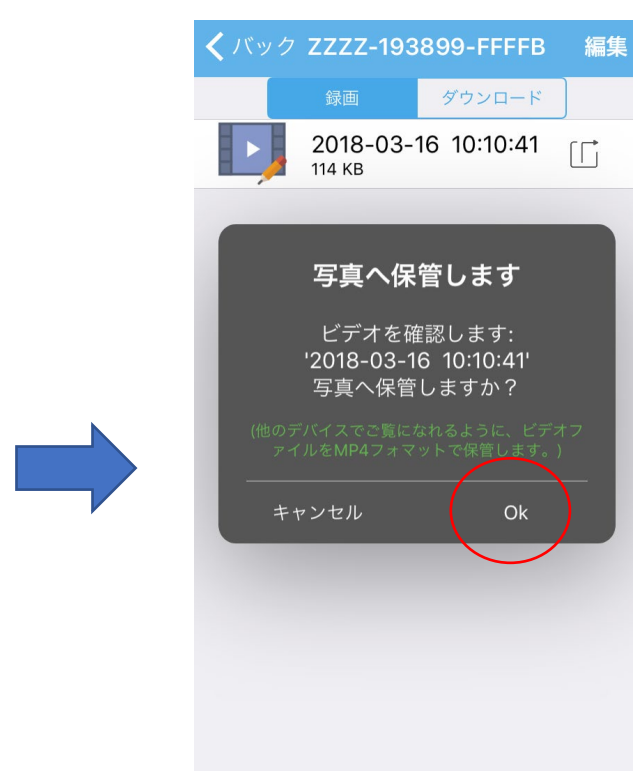 バック ZZZZ-193899-FFFFB 編集
録画 ダウンロード
2018-03-16 10:10:41
114 KB
写真へ保管します
ビデオを確認します:
'2018-03-16 10:10:41'
写真へ保管しますか？
(他のデバイスでご覧になれるように、ビデオフ
ァイルをMP4フォマットで保管します。)
キャンセル Ok